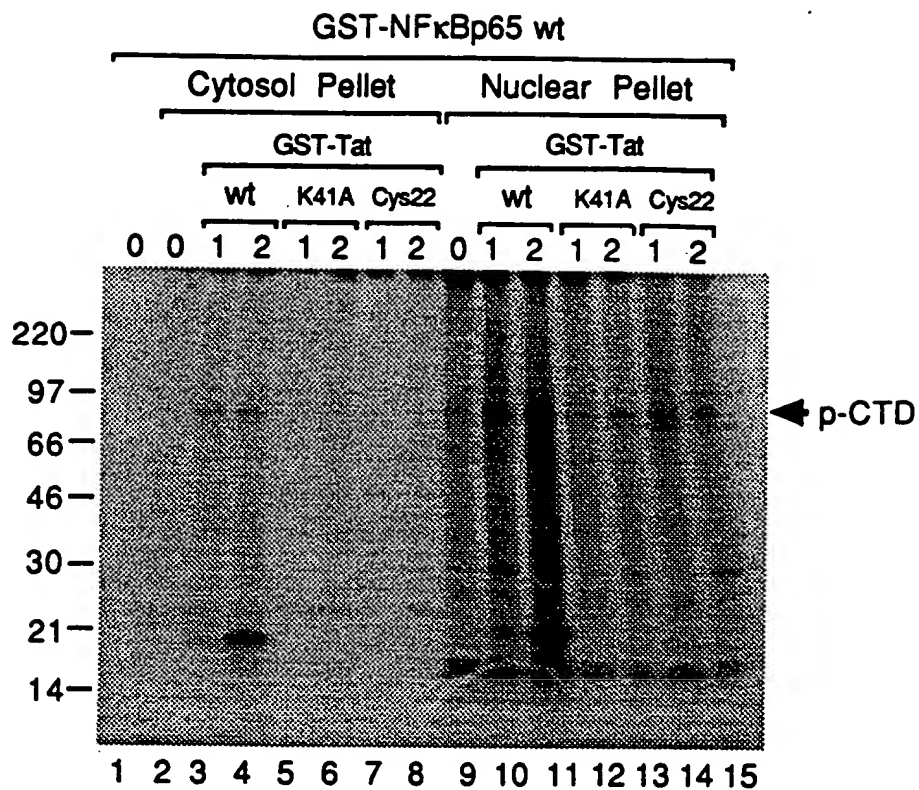 GST-NFκBp65 wt
Cytosol Pellet Nuclear Pellet
GST-Tat GST-Tat
wt K41A Cys22 wt K41A Cys22
0 0 1 2 1 2 1 2 0 1 2 1 2 1 2
220
97
p-CTD
66
46
30
21
14
1 2 3 4 5 6 7 8 9 10 11 12 13 14 15